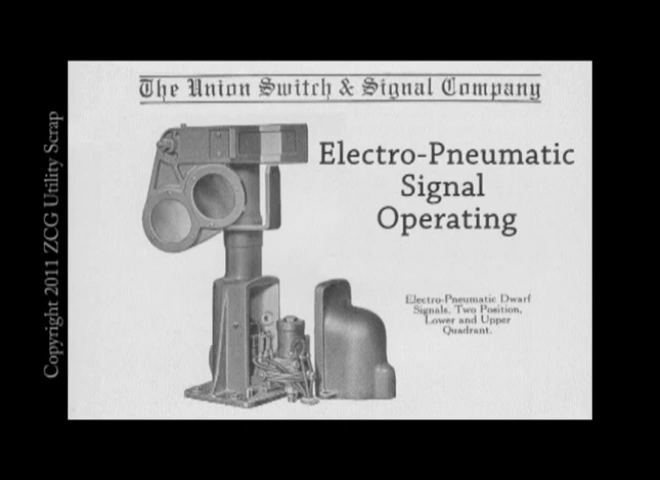 The Union Switch & Signal Company
Electro-Pneumatic
Signal
Operating
Electro-Pneumatic Dwarf
Signals, Two Position,
Lower and Upper
Quadrant.
Copyright 2011 ZCG Utility Scrap